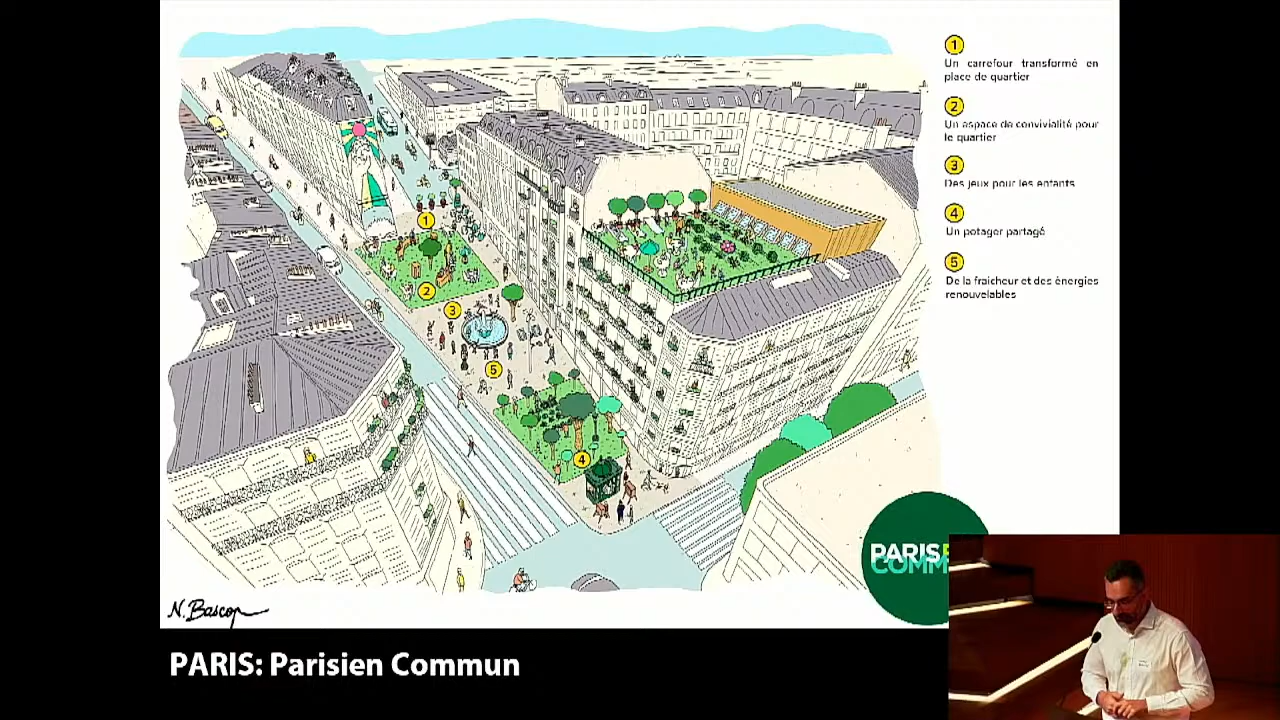 1
Un carrefour transformé en
place de quartier
2
Un espace de convivialité pour
le quartier
3
Des jeux pour les enfants
4
Un potager partagé
5
De la fraîcheur et des énergies
renouvelables
1
2
3
5
4
PARIS
COMM
N. Bascop
PARIS: Parisien Commun